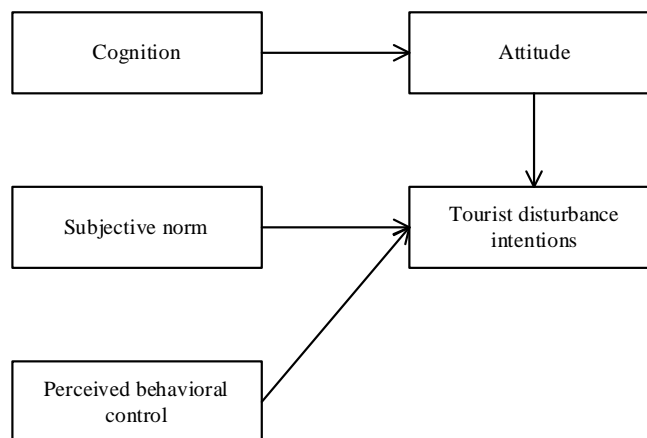 Cognition
Attitude
Subjective norm
Tourist disturbance
intentions
Perceived behavioral
control